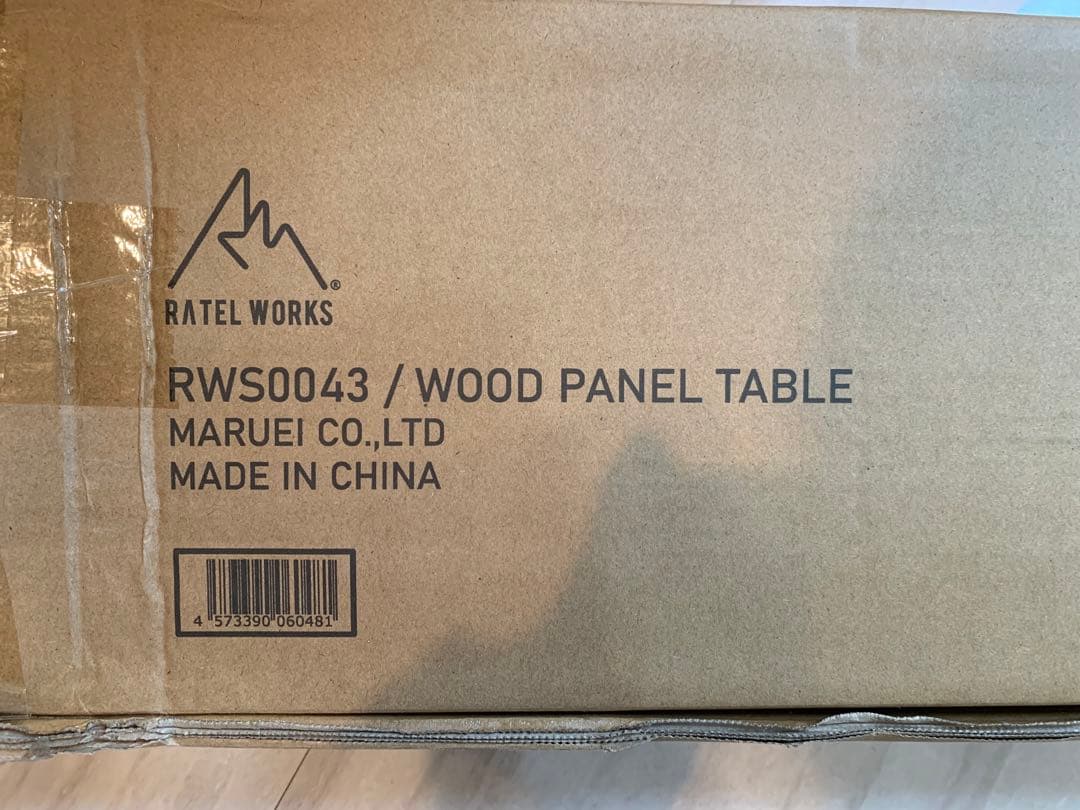 ®
RATEL WORKS
RWS0043 / WOOD PANEL TABLE
MARUEI CO.,LTD
MADE IN CHINA
4 573390 060481